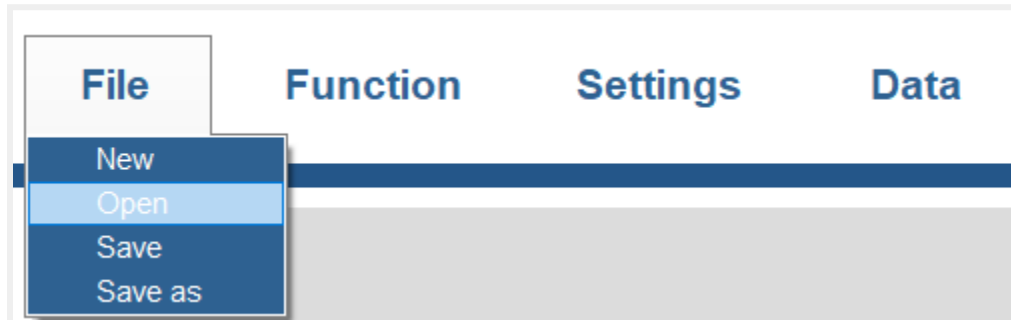 File Function Settings Data
New
Open
Save
Save as